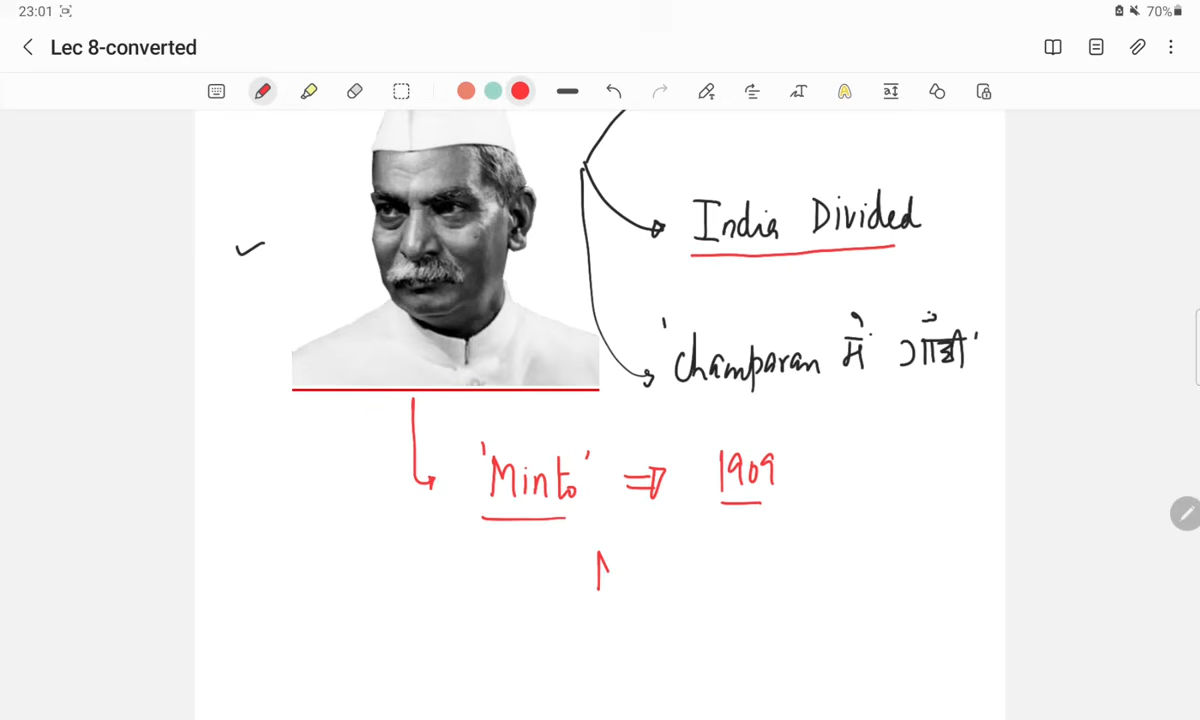 23:01
70%
Lec 8-converted
India Divided
'Champaran में गाँधी'
'Minto' ⇒ 1909